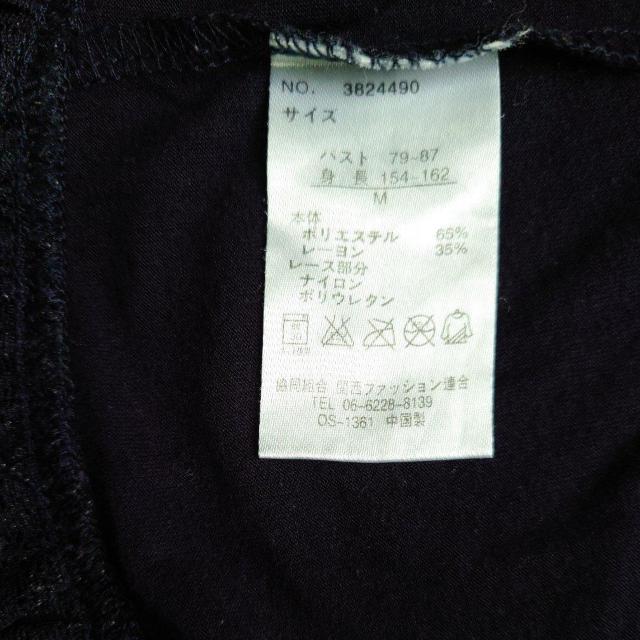 NO. 3824490
サイズ
バスト 79-87
身 長 154-162
M
本体
ポリエステル 65%
レーヨン 35%
レース部分
ナイロン
ポリウレタン
協同組合 関西ファッション連合
TEL 06-6228-8139
OS-1361 中国製